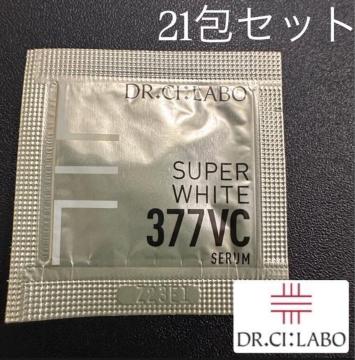 21包セット
DR.CI:LABO
SUPER
WHITE
377VC
SERUM
DR.CI:LABO